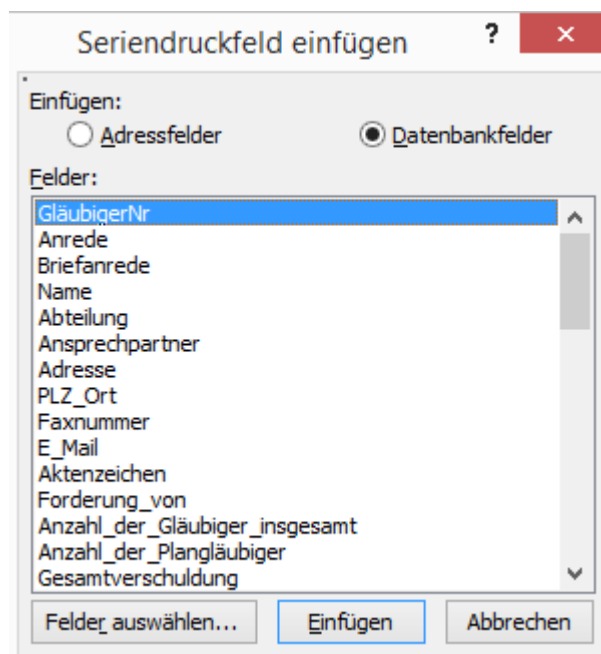 Seriendruckfeld einfügen ? ×
Einfügen:
Adressfelder Datenbankfelder
Felder:
GläubigerNr
Anrede
Briefanrede
Name
Abteilung
Ansprechpartner
Adresse
PLZ_Ort
Faxnummer
E_Mail
Aktenzeichen
Forderung_von
Anzahl_der_Gläubiger_insgesamt
Anzahl_der_Plangläubiger
Gesamtverschuldung
Felder auswählen... Einfügen Abbrechen